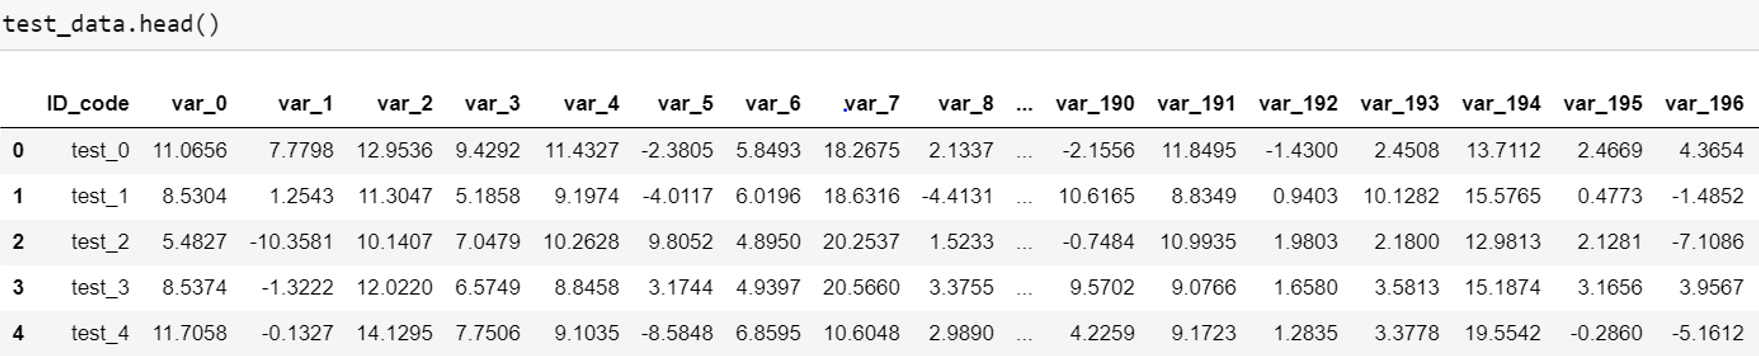 test_data.head()
ID_code var_0 var_1 var_2 var_3 var_4 var_5 var_6 var_7 var_8 ... var_190 var_191 var_192 var_193 var_194 var_195 var_196
0 test_0 11.0656 7.7798 12.9536 9.4292 11.4327 -2.3805 5.8493 18.2675 2.1337 ... -2.1556 11.8495 -1.4300 2.4508 13.7112 2.4669 4.3654
1 test_1 8.5304 1.2543 11.3047 5.1858 9.1974 -4.0117 6.0196 18.6316 -4.4131 ... 10.6165 8.8349 0.9403 10.1282 15.5765 0.4773 -1.4852
2 test_2 5.4827 -10.3581 10.1407 7.0479 10.2628 9.8052 4.8950 20.2537 1.5233 ... -0.7484 10.9935 1.9803 2.1800 12.9813 2.1281 -7.1086
3 test_3 8.5374 -1.3222 12.0220 6.5749 8.8458 3.1744 4.9397 20.5660 3.3755 ... 9.5702 9.0766 1.6580 3.5813 15.1874 3.1656 3.9567
4 test_4 11.7058 -0.1327 14.1295 7.7506 9.1035 -8.5848 6.8595 10.6048 2.9890 ... 4.2259 9.1723 1.2835 3.3778 19.5542 -0.2860 -5.1612